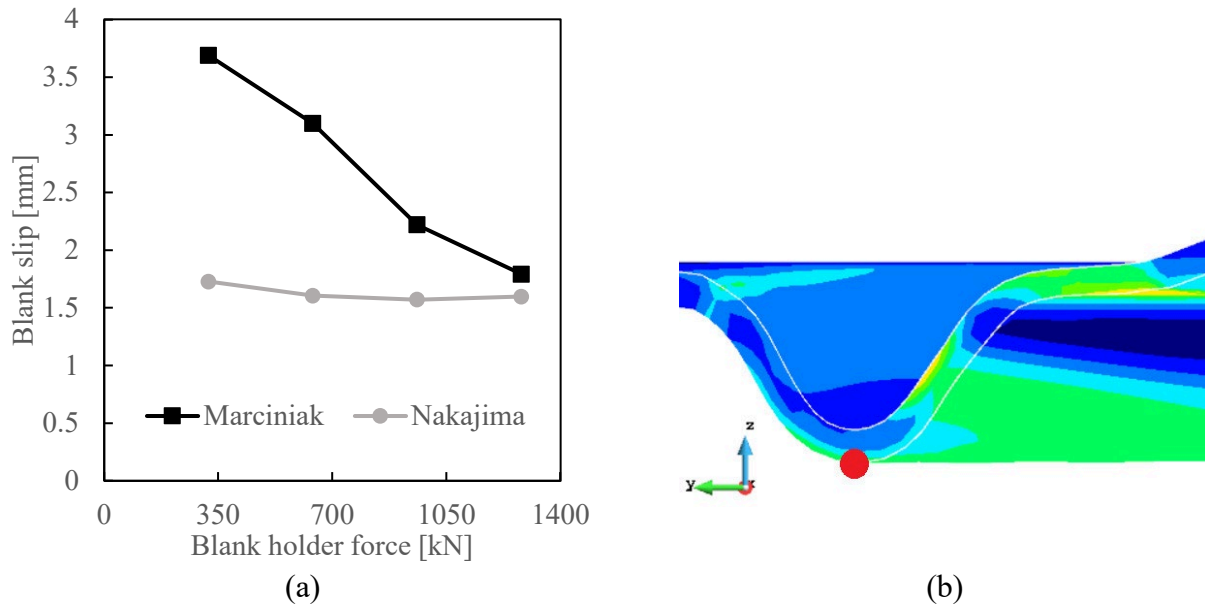 4
3.5
3
2.5
2
1.5
1
0.5
0
Blank slip [mm]
Marciniak
Nakajima
0
350
700
1050
1400
Blank holder force [kN]
(a)
z
y
x
(b)